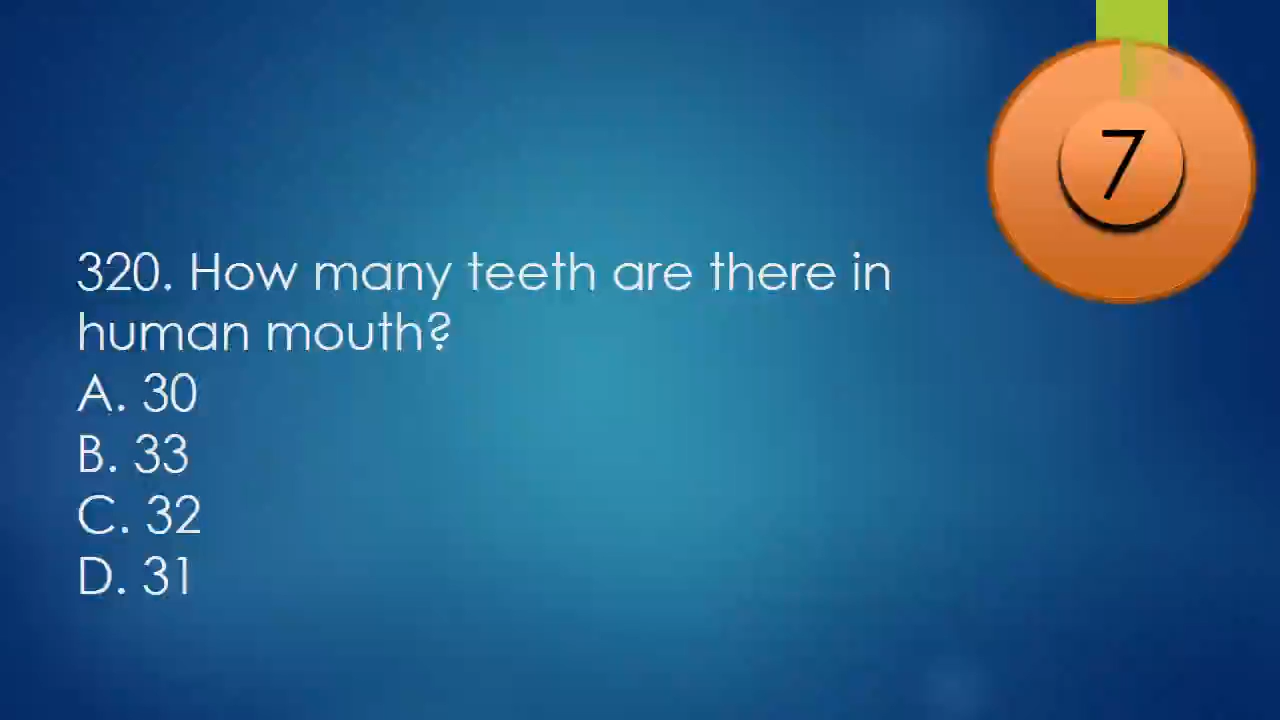 7
320. How many teeth are there in
human mouth?
A. 30
B. 33
C. 32
D. 31